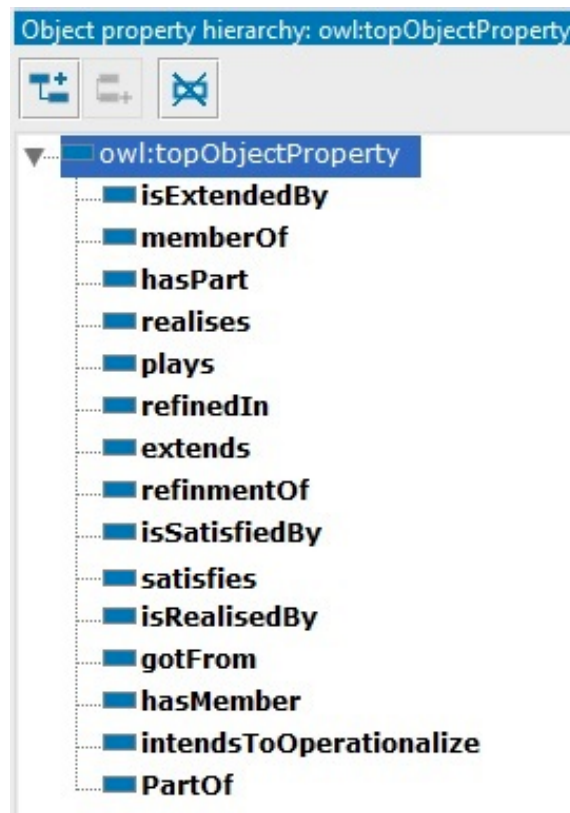 Object property hierarchy: owl:topObjectProperty
owl:topObjectProperty
isExtendedBy
memberOf
hasPart
realises
plays
refinedIn
extends
refinmentOf
isSatisfiedBy
satisfies
isRealisedBy
gotFrom
hasMember
intendsToOperationalize
PartOf